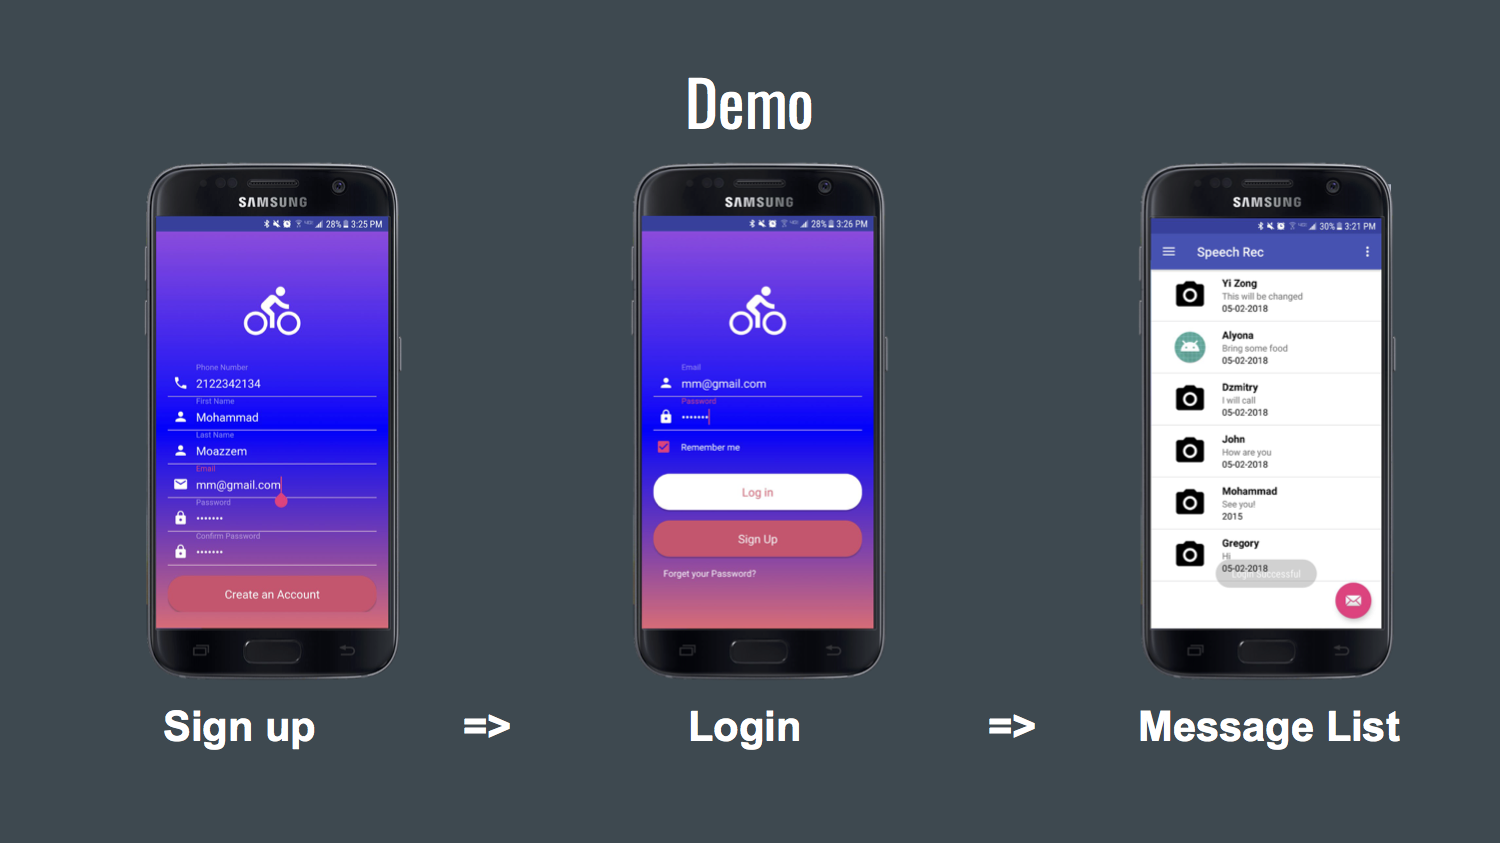 Demo
SAMSUNG
28% 3:25 PM
Phone Number
2122342134
First Name
Mohammad
Last Name
Moazzem
Email
mm@gmail.com
Password
•••••••
Confirm Password
•••••••
Create an Account
SAMSUNG
28% 3:26 PM
Email
mm@gmail.com
Password
•••••••
Remember me
Log in
Sign Up
Forget your Password?
SAMSUNG
30% 3:21 PM
Speech Rec
Yi Zong
This will be changed
05-02-2018
Alyona
Bring some food
05-02-2018
Dzmitry
I will call
05-02-2018
John
How are you
05-02-2018
Mohammad
See you!
2015
Gregory
Hi
05-02-2018
Login Successful
Sign up => Login => Message List